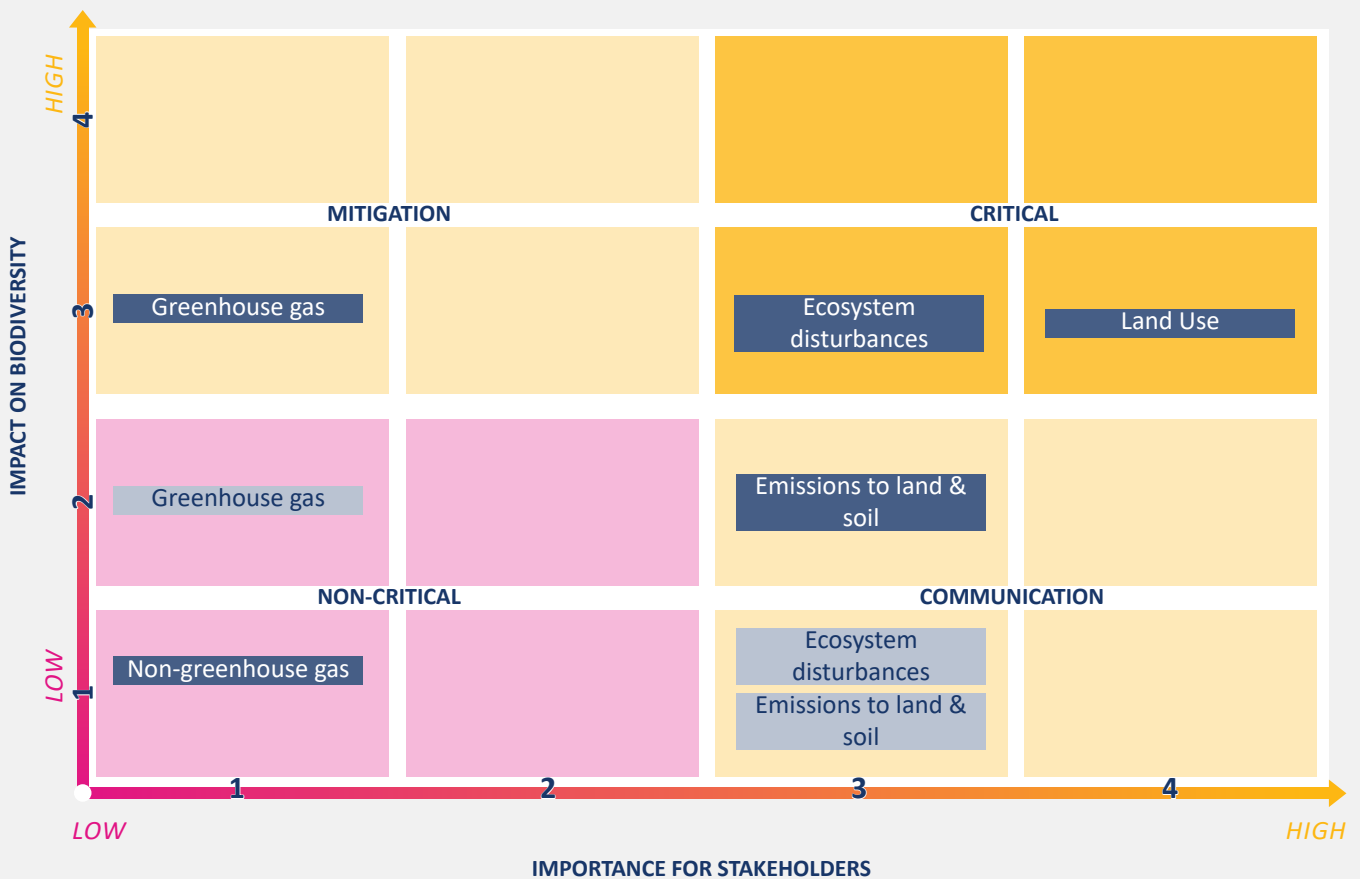 HIGH
4
MITIGATION
CRITICAL
IMPACT ON BIODIVERSITY
3
Greenhouse gas
Ecosystem
disturbances
Land Use
2
Greenhouse gas
Emissions to land &
soil
NON-CRITICAL
COMMUNICATION
LOW
1
Non-greenhouse gas
Ecosystem
disturbances
Emissions to land &
soil
1
2
3
4
LOW
HIGH
IMPORTANCE FOR STAKEHOLDERS